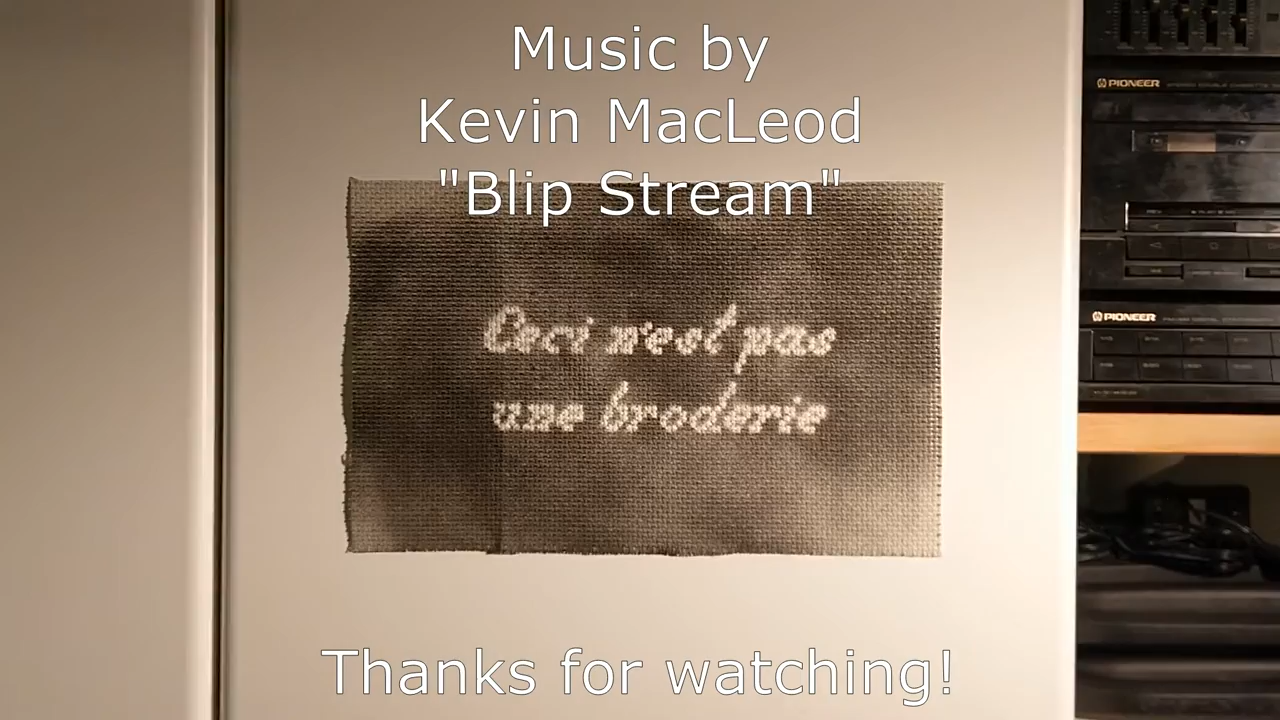 Music by
Kevin MacLeod
"Blip Stream"
Ceci n'est pas
une broderie
Thanks for watching!
PIONEER
PIONEER